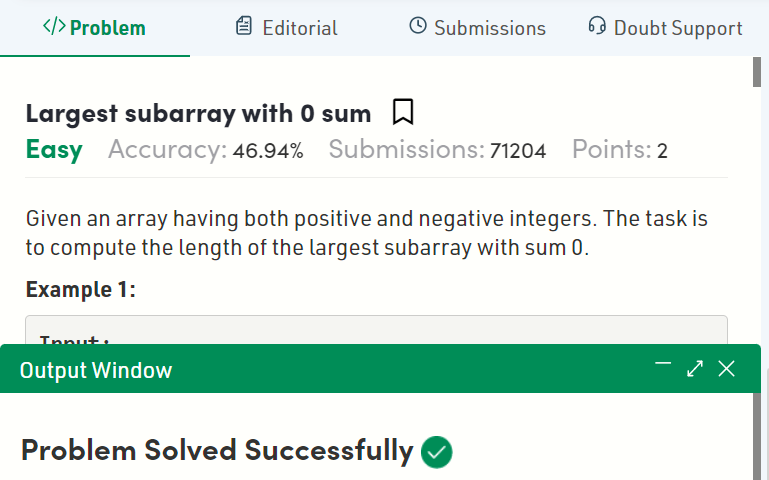 </> Problem Editorial Submissions Doubt Support
Largest subarray with 0 sum
Easy Accuracy: 46.94% Submissions: 71204 Points: 2
Given an array having both positive and negative integers. The task is
to compute the length of the largest subarray with sum 0.
Example 1:
Input:
Output Window
Problem Solved Successfully